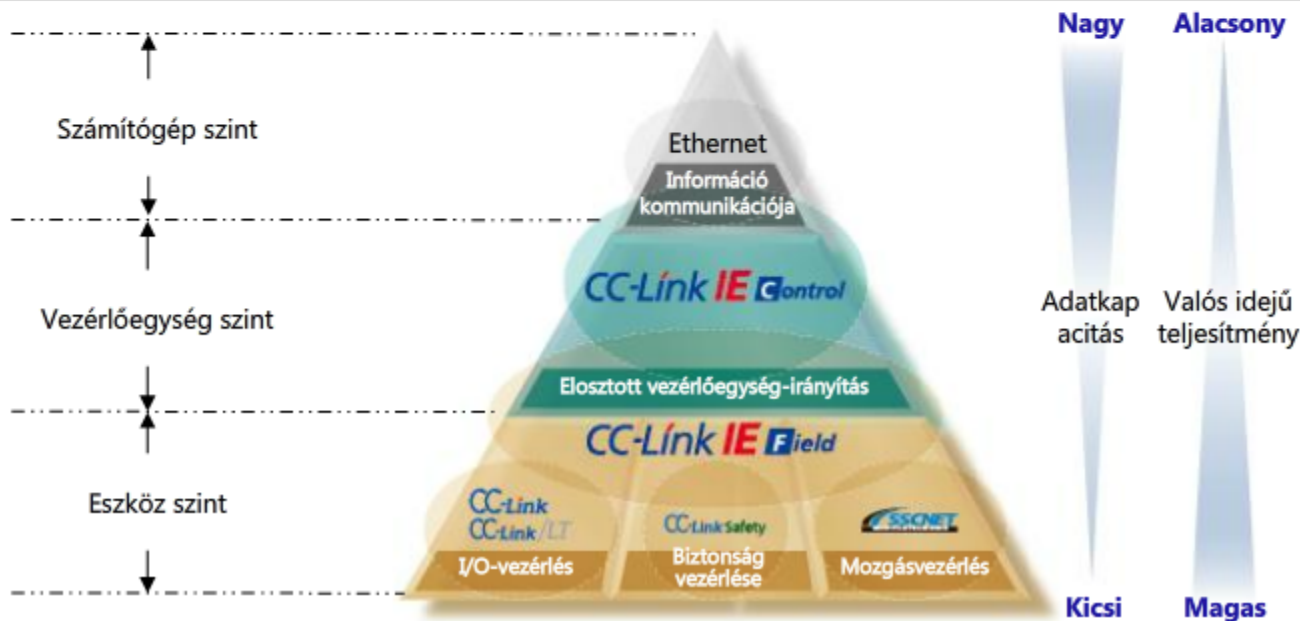 Nagy Alacsony
Számítógép szint
Ethernet
Információ
kommunikációja
CC-Link IE Control
Vezérlőegység szint
Adatkap
acitás
Valós idejű
teljesítmény
Elosztott vezérlőegység-irányítás
CC-Link IE Field
Eszköz szint
CC-Link
CC-Link/LT
I/O-vezérlés
CC-Link Safety
Biztonság
vezérlése
SSCNET
Mozgásvezérlés
Kicsi Magas